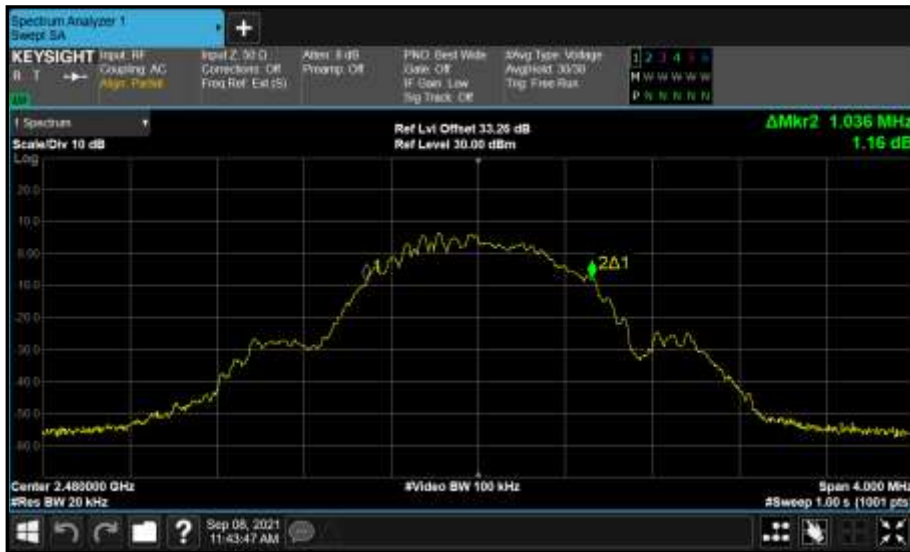 Spectrum Analyzer 1
Swept SA
+
KEYSIGHT Input: RF
R T
Coupling: AC
Align: Partial
Input Z: 50 Ω
Corrections: Off
Freq Ref: Ext (S)
Atten: 8 dB
Preamp: Off
PNO: Best Wide
Gate: Off
IF Gain: Low
Sig Track: Off
#Avg Type: Voltage
Avg|Hold: 30/30
Trig: Free Run
1 2 3 4 5 6
M W W W W W
P N N N N N
1 Spectrum
Scale/Div 10 dB
Ref Lvl Offset 33.26 dB
Ref Level 30.00 dBm
ΔMkr2 1.036 MHz
1.16 dB
Log
20.0
10.0
0.00
-10.0
-20.0
-30.0
-40.0
-50.0
-60.0
2Δ1
Center 2.480000 GHz
#Video BW 100 kHz
Span 4.000 MHz
#Res BW 20 kHz
#Sweep 1.00 s (1001 pts)
?
Sep 08, 2021
11:43:47 AM